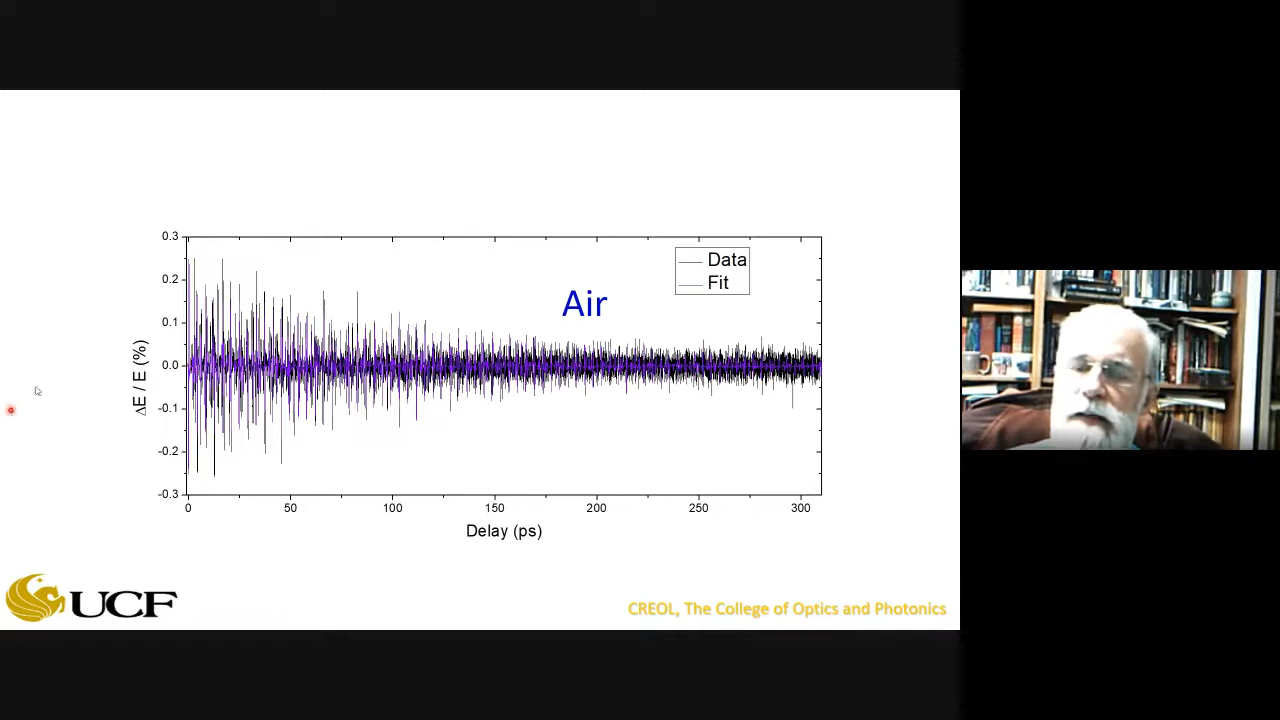 0.3
0.2
0.1
0.0
-0.1
-0.2
-0.3
ΔE / E (%)
Data
Fit
Air
0 50 100 150 200 250 300
Delay (ps)
UCF
CREOL, The College of Optics and Photonics